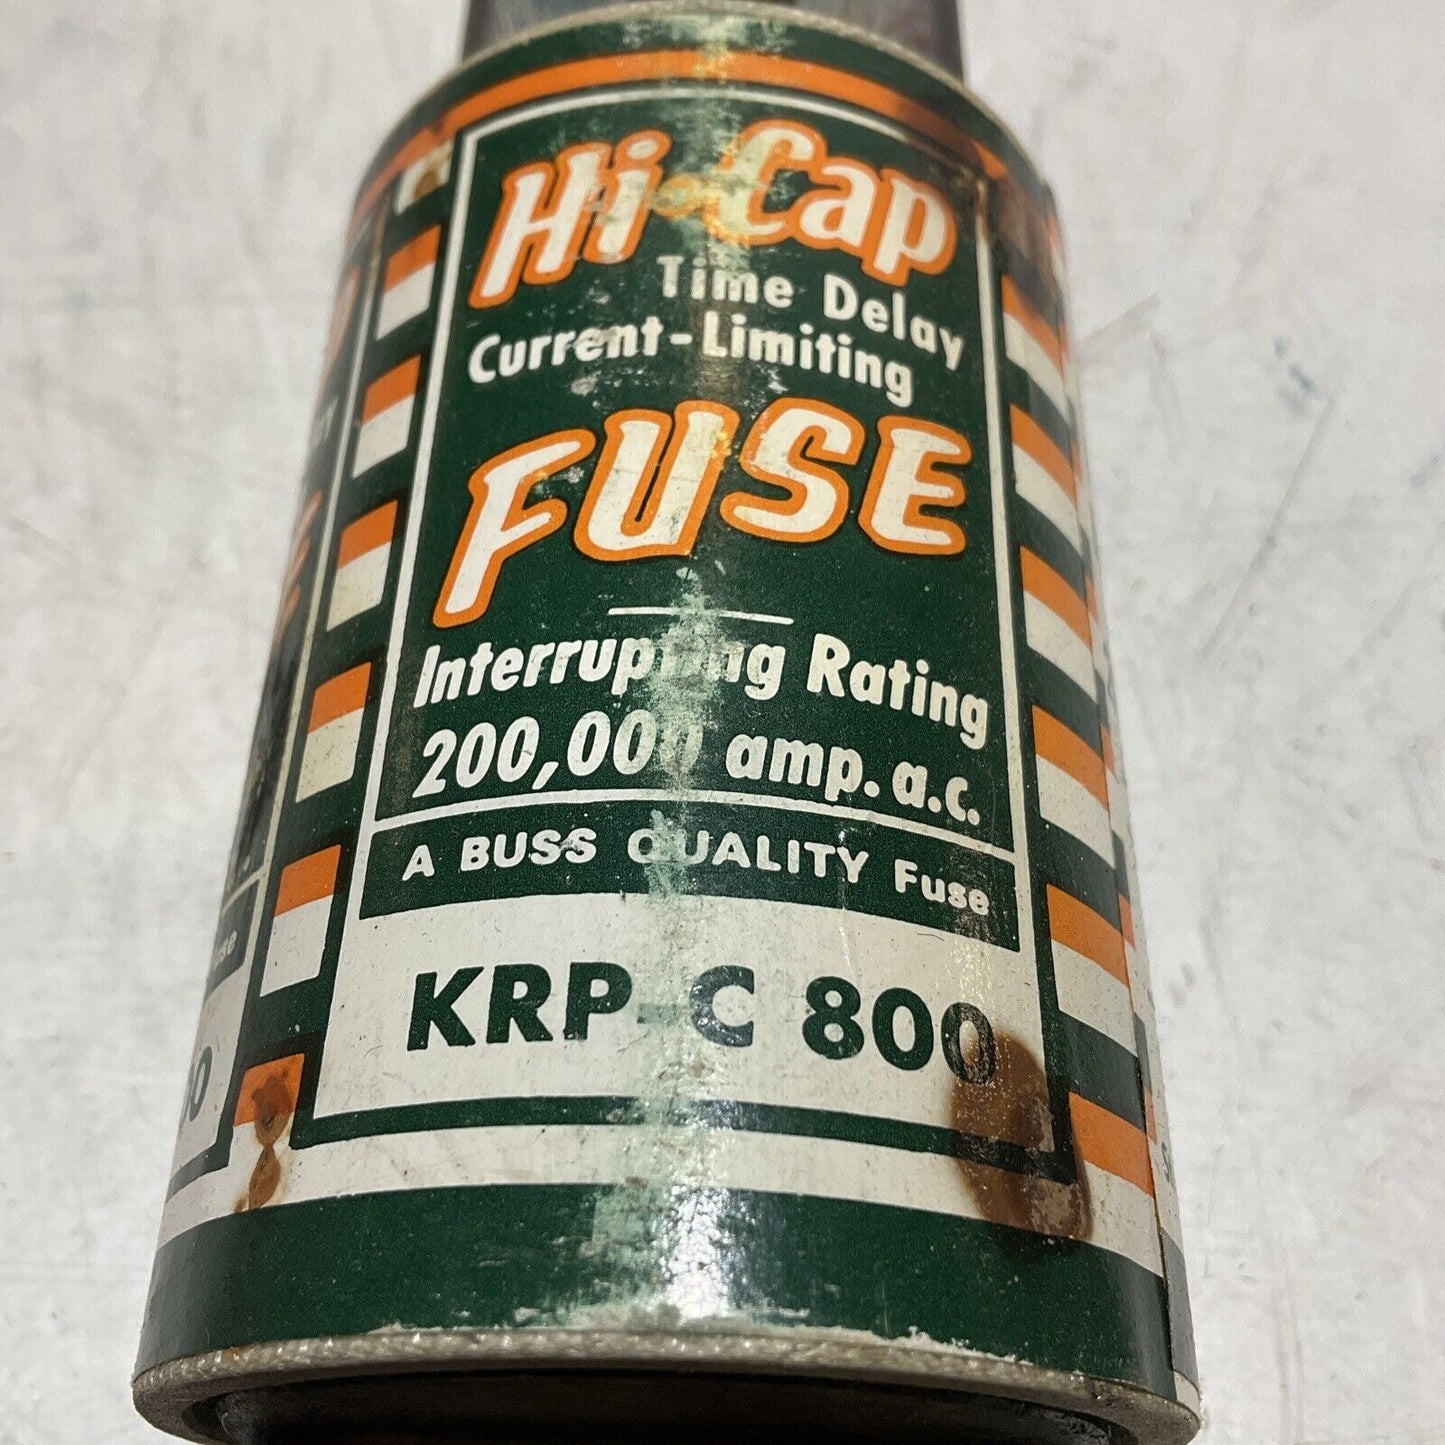 Hi-Cap
Time Delay
Current-Limiting
FUSE
Interrupting Rating
200,000 amp. a.c.
A BUSS QUALITY Fuse
KRP-C 800